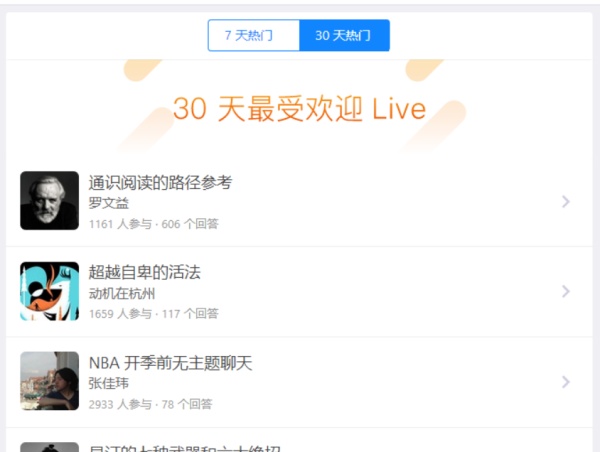 7 天热门
30 天热门
30 天最受欢迎 Live
通识阅读的路径参考
罗文益
1161 人参与 · 606 个回答
超越自卑的活法
动机在杭州
1659 人参与 · 117 个回答
NBA 开季前无主题聊天
张佳玮
2933 人参与 · 78 个回答